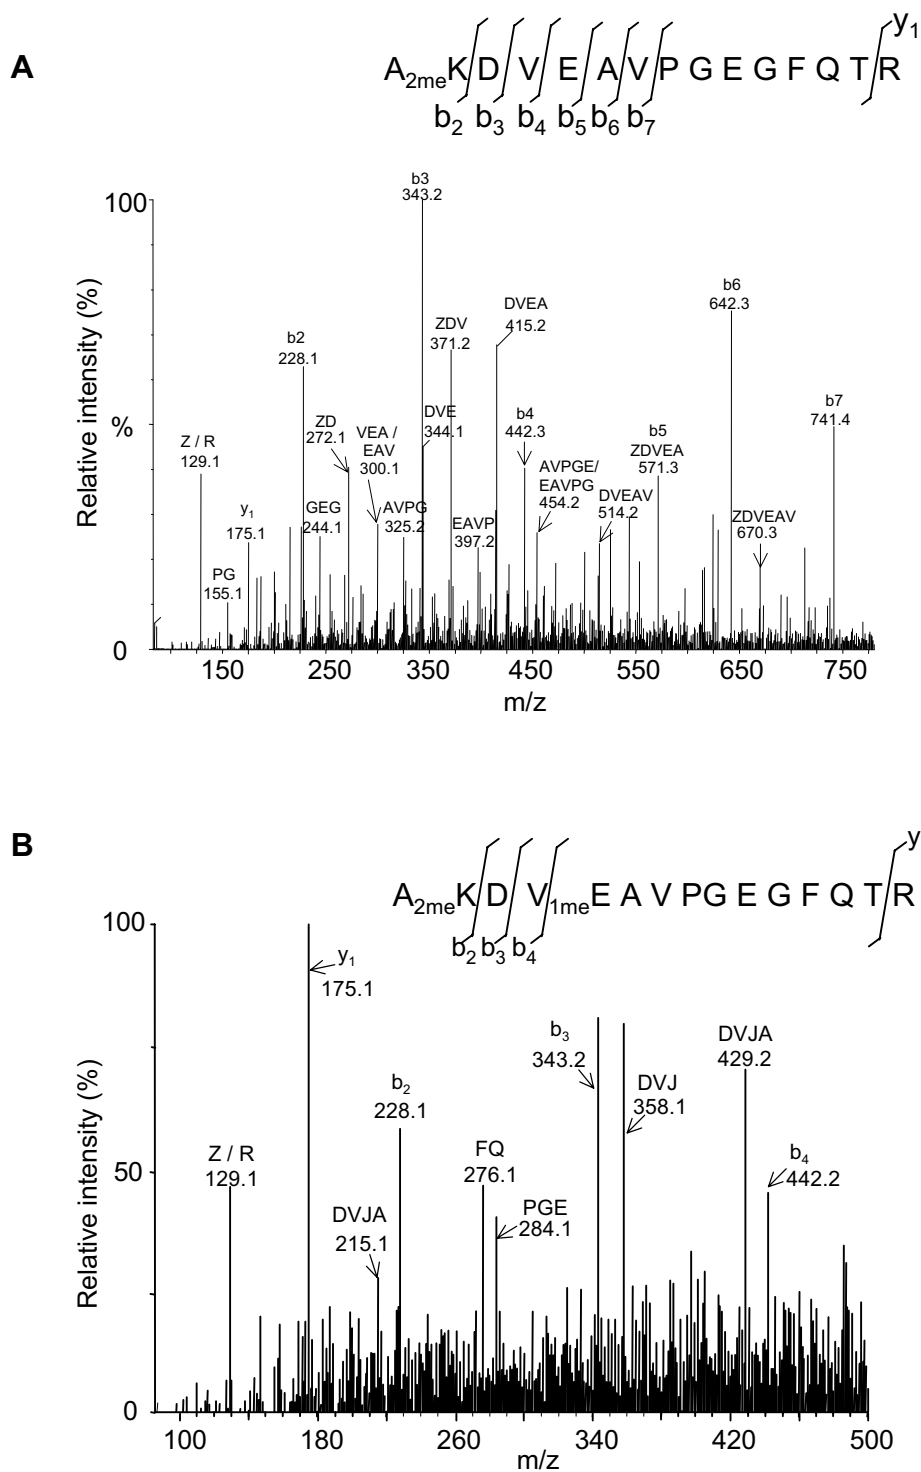 A
y1
A2meK D V E A V P G E G F Q T R
b2 b3 b4 b5 b6 b7
b3
343.2
100
b6
642.3
DVEA
415.2
ZDV
371.2
b2
228.1
b7
741.4
DVE
344.1
b4
442.3
b5
ZDVEA
571.3
ZD
272.1
VEA /
EAV
300.1
Z / R
129.1
%
AVPGE/
EAVPG
454.2
DVEAV
514.2
GEG
244.1
AVPG
325.2
y1
175.1
EAVP
397.2
ZDVEAV
670.3
PG
155.1
Relative intensity (%)
0
150 250 350 450 550 650 750
m/z
B
y
A2meK D V1meE A V PG E G F Q T R
b2 b3 b4
100
y1
175.1
b3
343.2
DVJA
429.2
b2
228.1
DVJ
358.1
Z / R
129.1
FQ
276.1
b4
442.2
50
PGE
284.1
DVJA
215.1
Relative intensity (%)
0
100 180 260 340 420 500
m/z